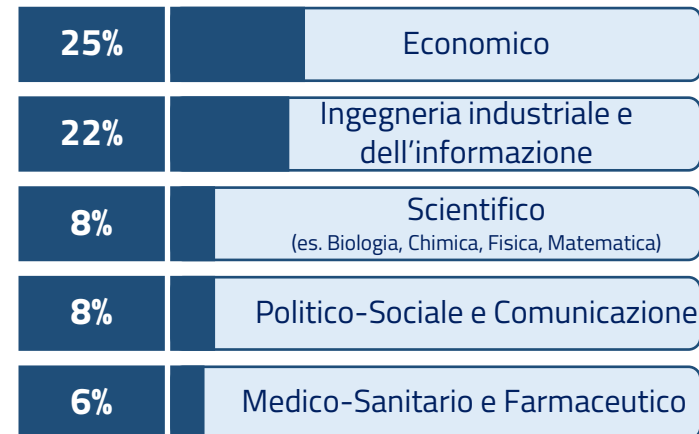 25% Economico
22% Ingegneria industriale e
dell’informazione
8% Scientifico
(es. Biologia, Chimica, Fisica, Matematica)
8% Politico-Sociale e Comunicazione
6% Medico-Sanitario e Farmaceutico